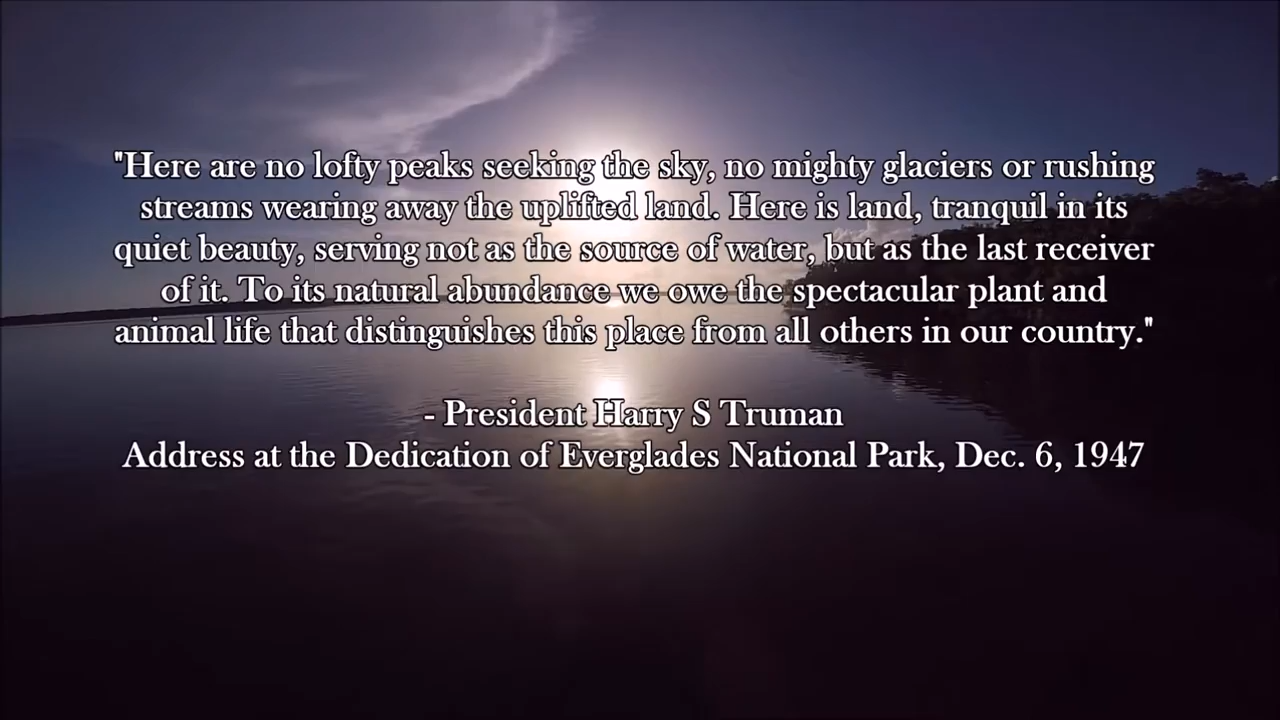 "Here are no lofty peaks seeking the sky, no mighty glaciers or rushing
streams wearing away the uplifted land. Here is land, tranquil in its
quiet beauty, serving not as the source of water, but as the last receiver
of it. To its natural abundance we owe the spectacular plant and
animal life that distinguishes this place from all others in our country."
- President Harry S Truman
Address at the Dedication of Everglades National Park, Dec. 6, 1947